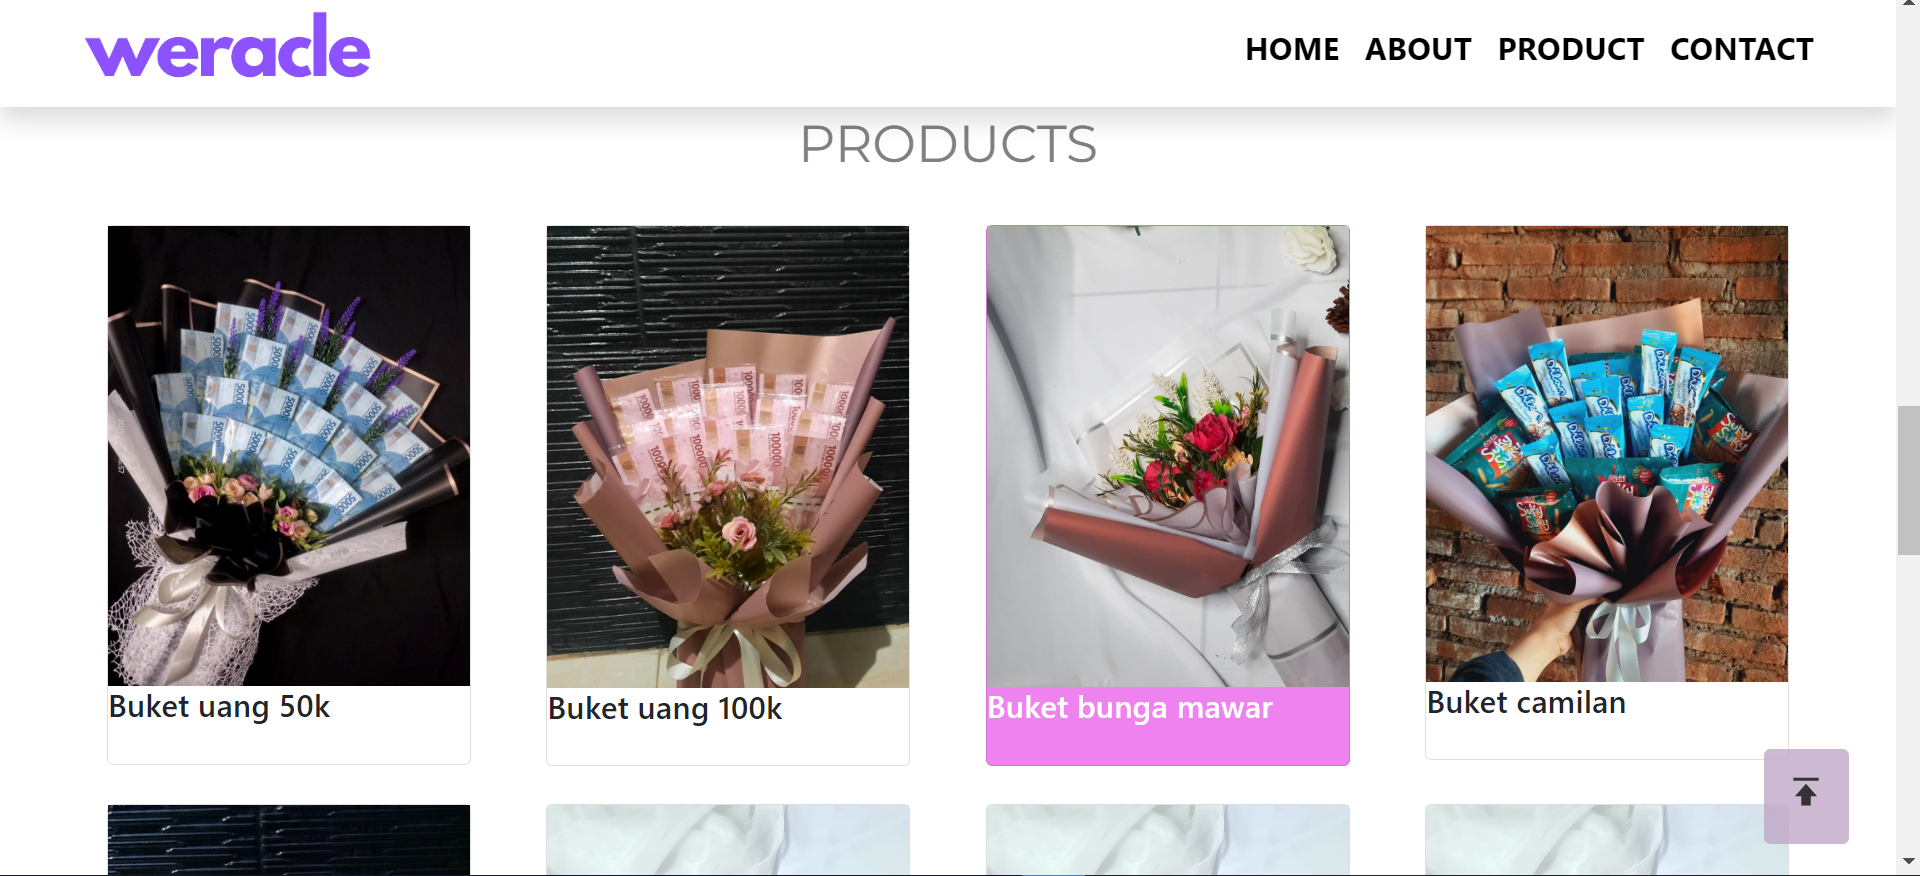 weracle
HOME ABOUT PRODUCT CONTACT
PRODUCTS
Buket uang 50k
Buket uang 100k
Buket bunga mawar
Buket camilan